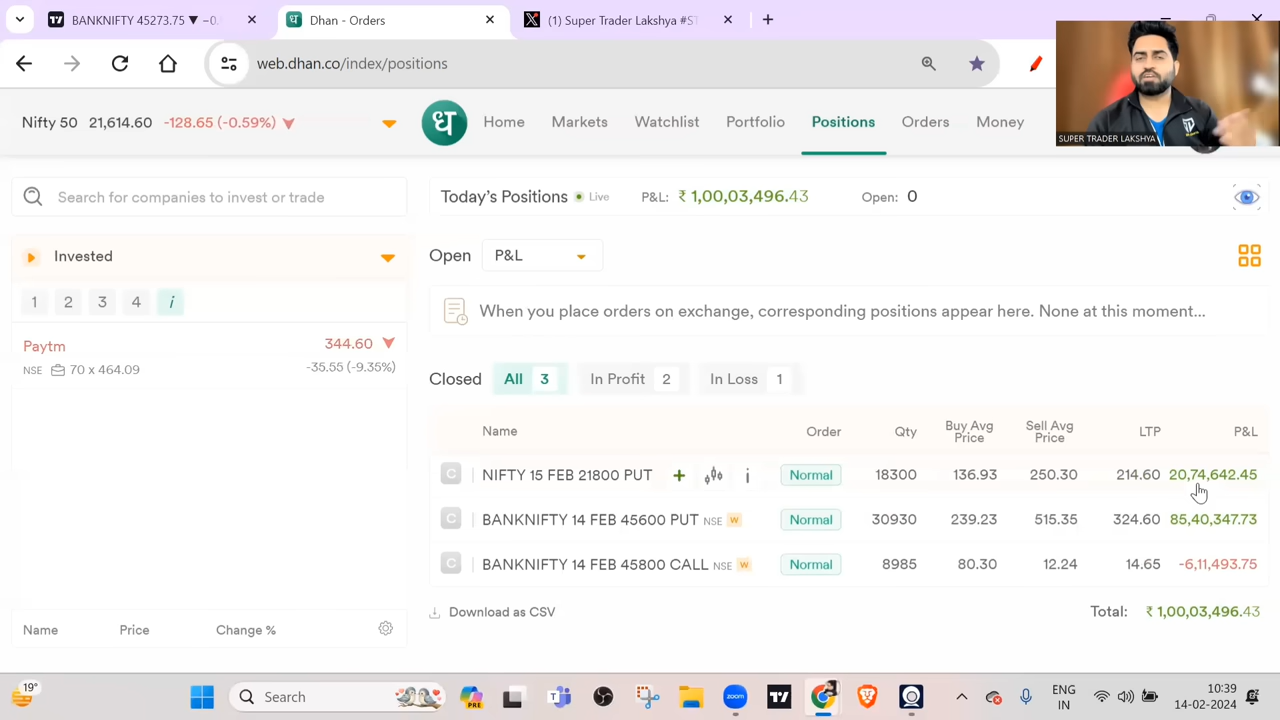 BANKNIFTY 45273.75 ▼ −0.
Dhan - Orders
(1) Super Trader Lakshya #S
web.dhan.co/index/positions
SUPER TRADER LAKSHYA
Nifty 50 21,614.60 -128.65 (-0.59%)
ध
Home Markets Watchlist Portfolio Positions Orders Money
Search for companies to invest or trade
Today's Positions Live P&L: ₹ 1,00,03,496.43 Open: 0
Invested
Open P&L
1 2 3 4 i
When you place orders on exchange, corresponding positions appear here. None at this moment...
Paytm 344.60
NSE 70 x 464.09 -35.55 (-9.35%)
Closed All 3 In Profit 2 In Loss 1
Name Order Qty Buy Avg Price Sell Avg Price LTP P&L
C NIFTY 15 FEB 21800 PUT + i Normal 18300 136.93 250.30 214.60 20,74,642.45
C BANKNIFTY 14 FEB 45600 PUT NSE W Normal 30930 239.23 515.35 324.60 85,40,347.73
C BANKNIFTY 14 FEB 45800 CALL NSE W Normal 8985 80.30 12.24 14.65 -6,11,493.75
Download as CSV Total: ₹ 1,00,03,496.43
Name Price Change %
19°
Search
PRE
zoom
ENG
IN
10:39
14-02-2024